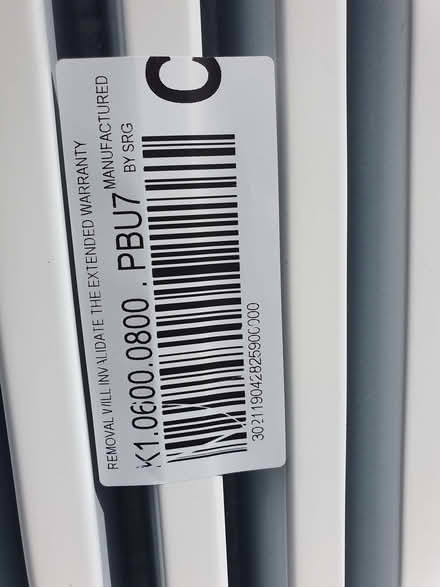 REMOVAL WILL INVALIDATE THE EXTENDED WARRANTY
MANUFACTURED
BY SRG
K1.0600.0800 . PBU7
C
30211904282590C000